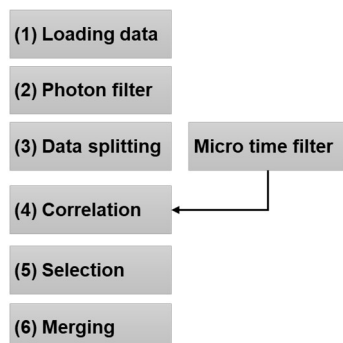 (1) Loading data
(2) Photon filter
(3) Data splitting
Micro time filter
(4) Correlation
(5) Selection
(6) Merging